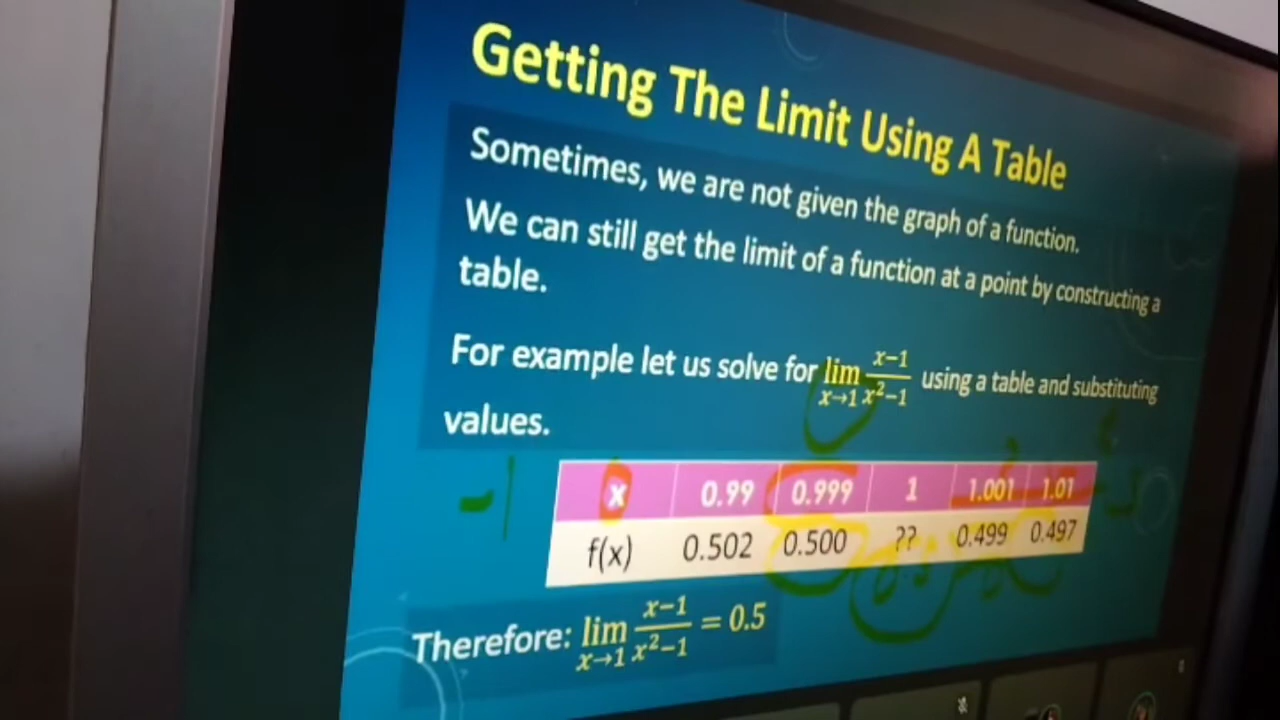 Getting The Limit Using A Table
Sometimes, we are not given the graph of a function.
We can still get the limit of a function at a point by constructing a
table.
For example let us solve for lim x→1 x−1 / x²−1 using a table and substituting
values.
-1
x 0.99 0.999 1 1.001 1.01
f(x) 0.502 0.500 ?? 0.499 0.497
Therefore: lim x→1 x−1 / x²−1 = 0.5